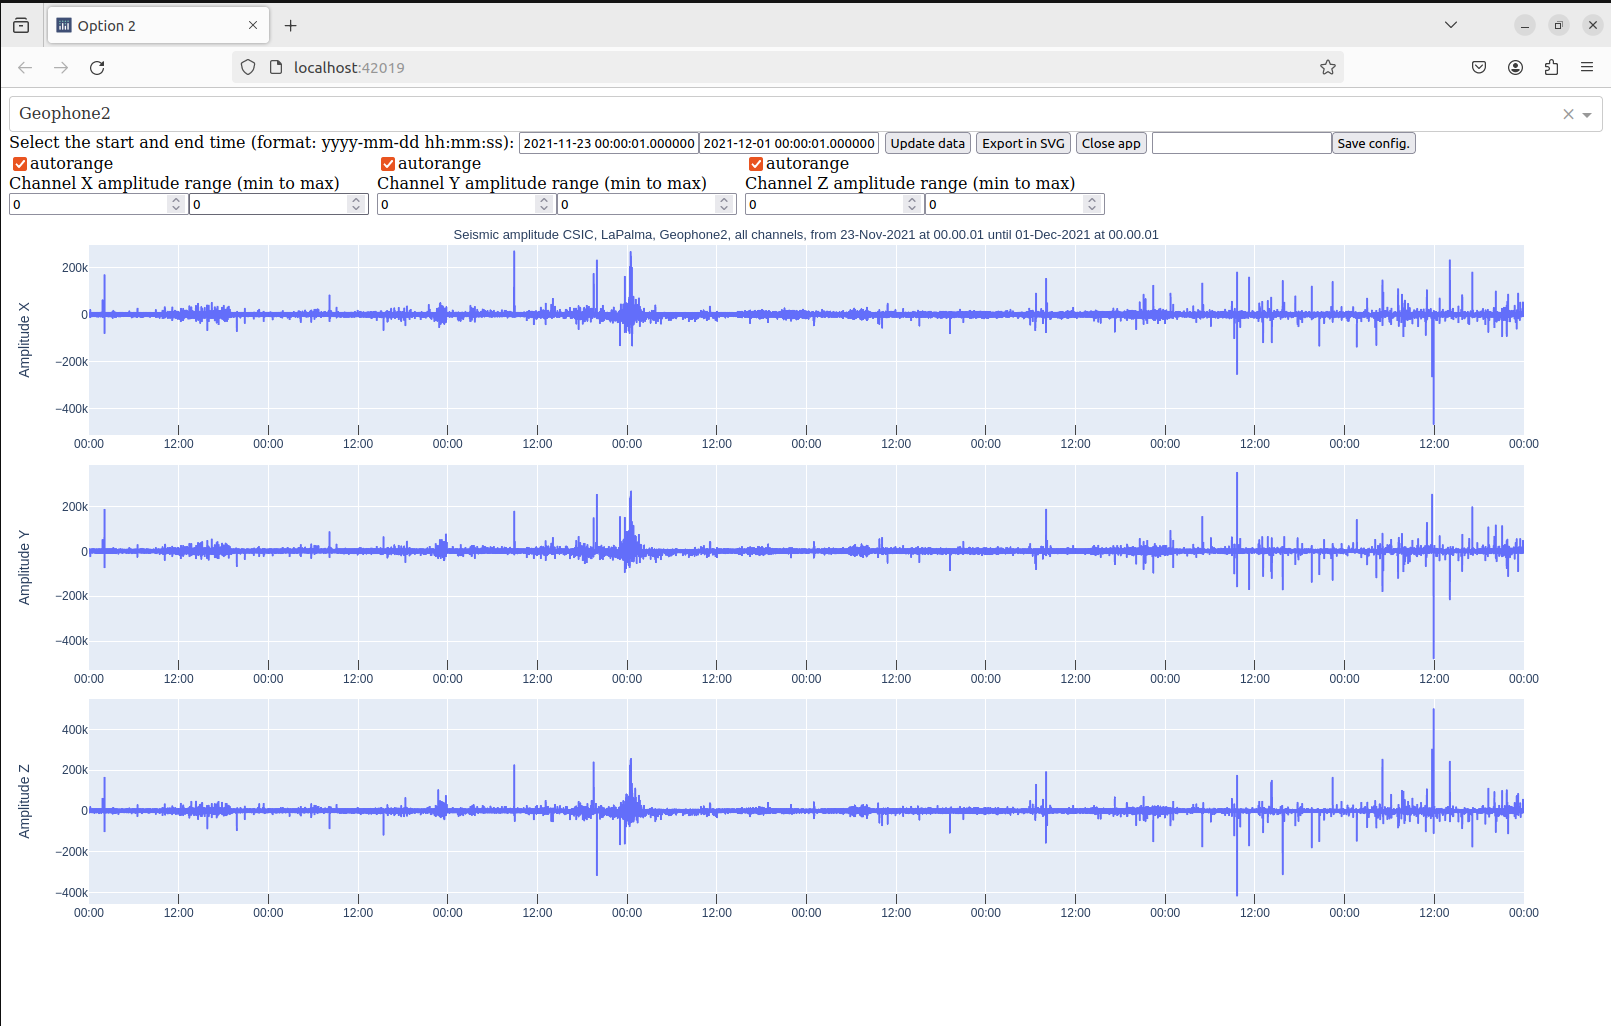 Option 2
localhost:42019
Geophone2
Select the start and end time (format: yyyy-mm-dd hh:mm:ss): 2021-11-23 00:00:01.000000 2021-12-01 00:00:01.000000 Update data Export in SVG Close app Save config.
autorange autorange autorange
Channel X amplitude range (min to max) Channel Y amplitude range (min to max) Channel Z amplitude range (min to max)
0 0 0 0 0 0
Seismic amplitude CSIC, LaPalma, Geophone2, all channels, from 23-Nov-2021 at 00.00.01 until 01-Dec-2021 at 00.00.01
Amplitude X
200k
0
−200k
−400k
00:00 12:00 00:00 12:00 00:00 12:00 00:00 12:00 00:00 12:00 00:00 12:00 00:00 12:00 00:00 12:00 00:00
Amplitude Y
200k
0
−200k
−400k
00:00 12:00 00:00 12:00 00:00 12:00 00:00 12:00 00:00 12:00 00:00 12:00 00:00 12:00 00:00 12:00 00:00
Amplitude Z
400k
200k
0
−200k
−400k
00:00 12:00 00:00 12:00 00:00 12:00 00:00 12:00 00:00 12:00 00:00 12:00 00:00 12:00 00:00 12:00 00:00